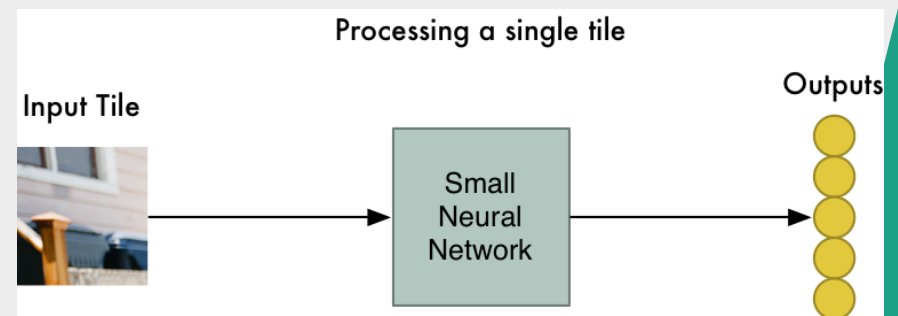 Processing a single tile
Input Tile
Outputs
Small
Neural
Network